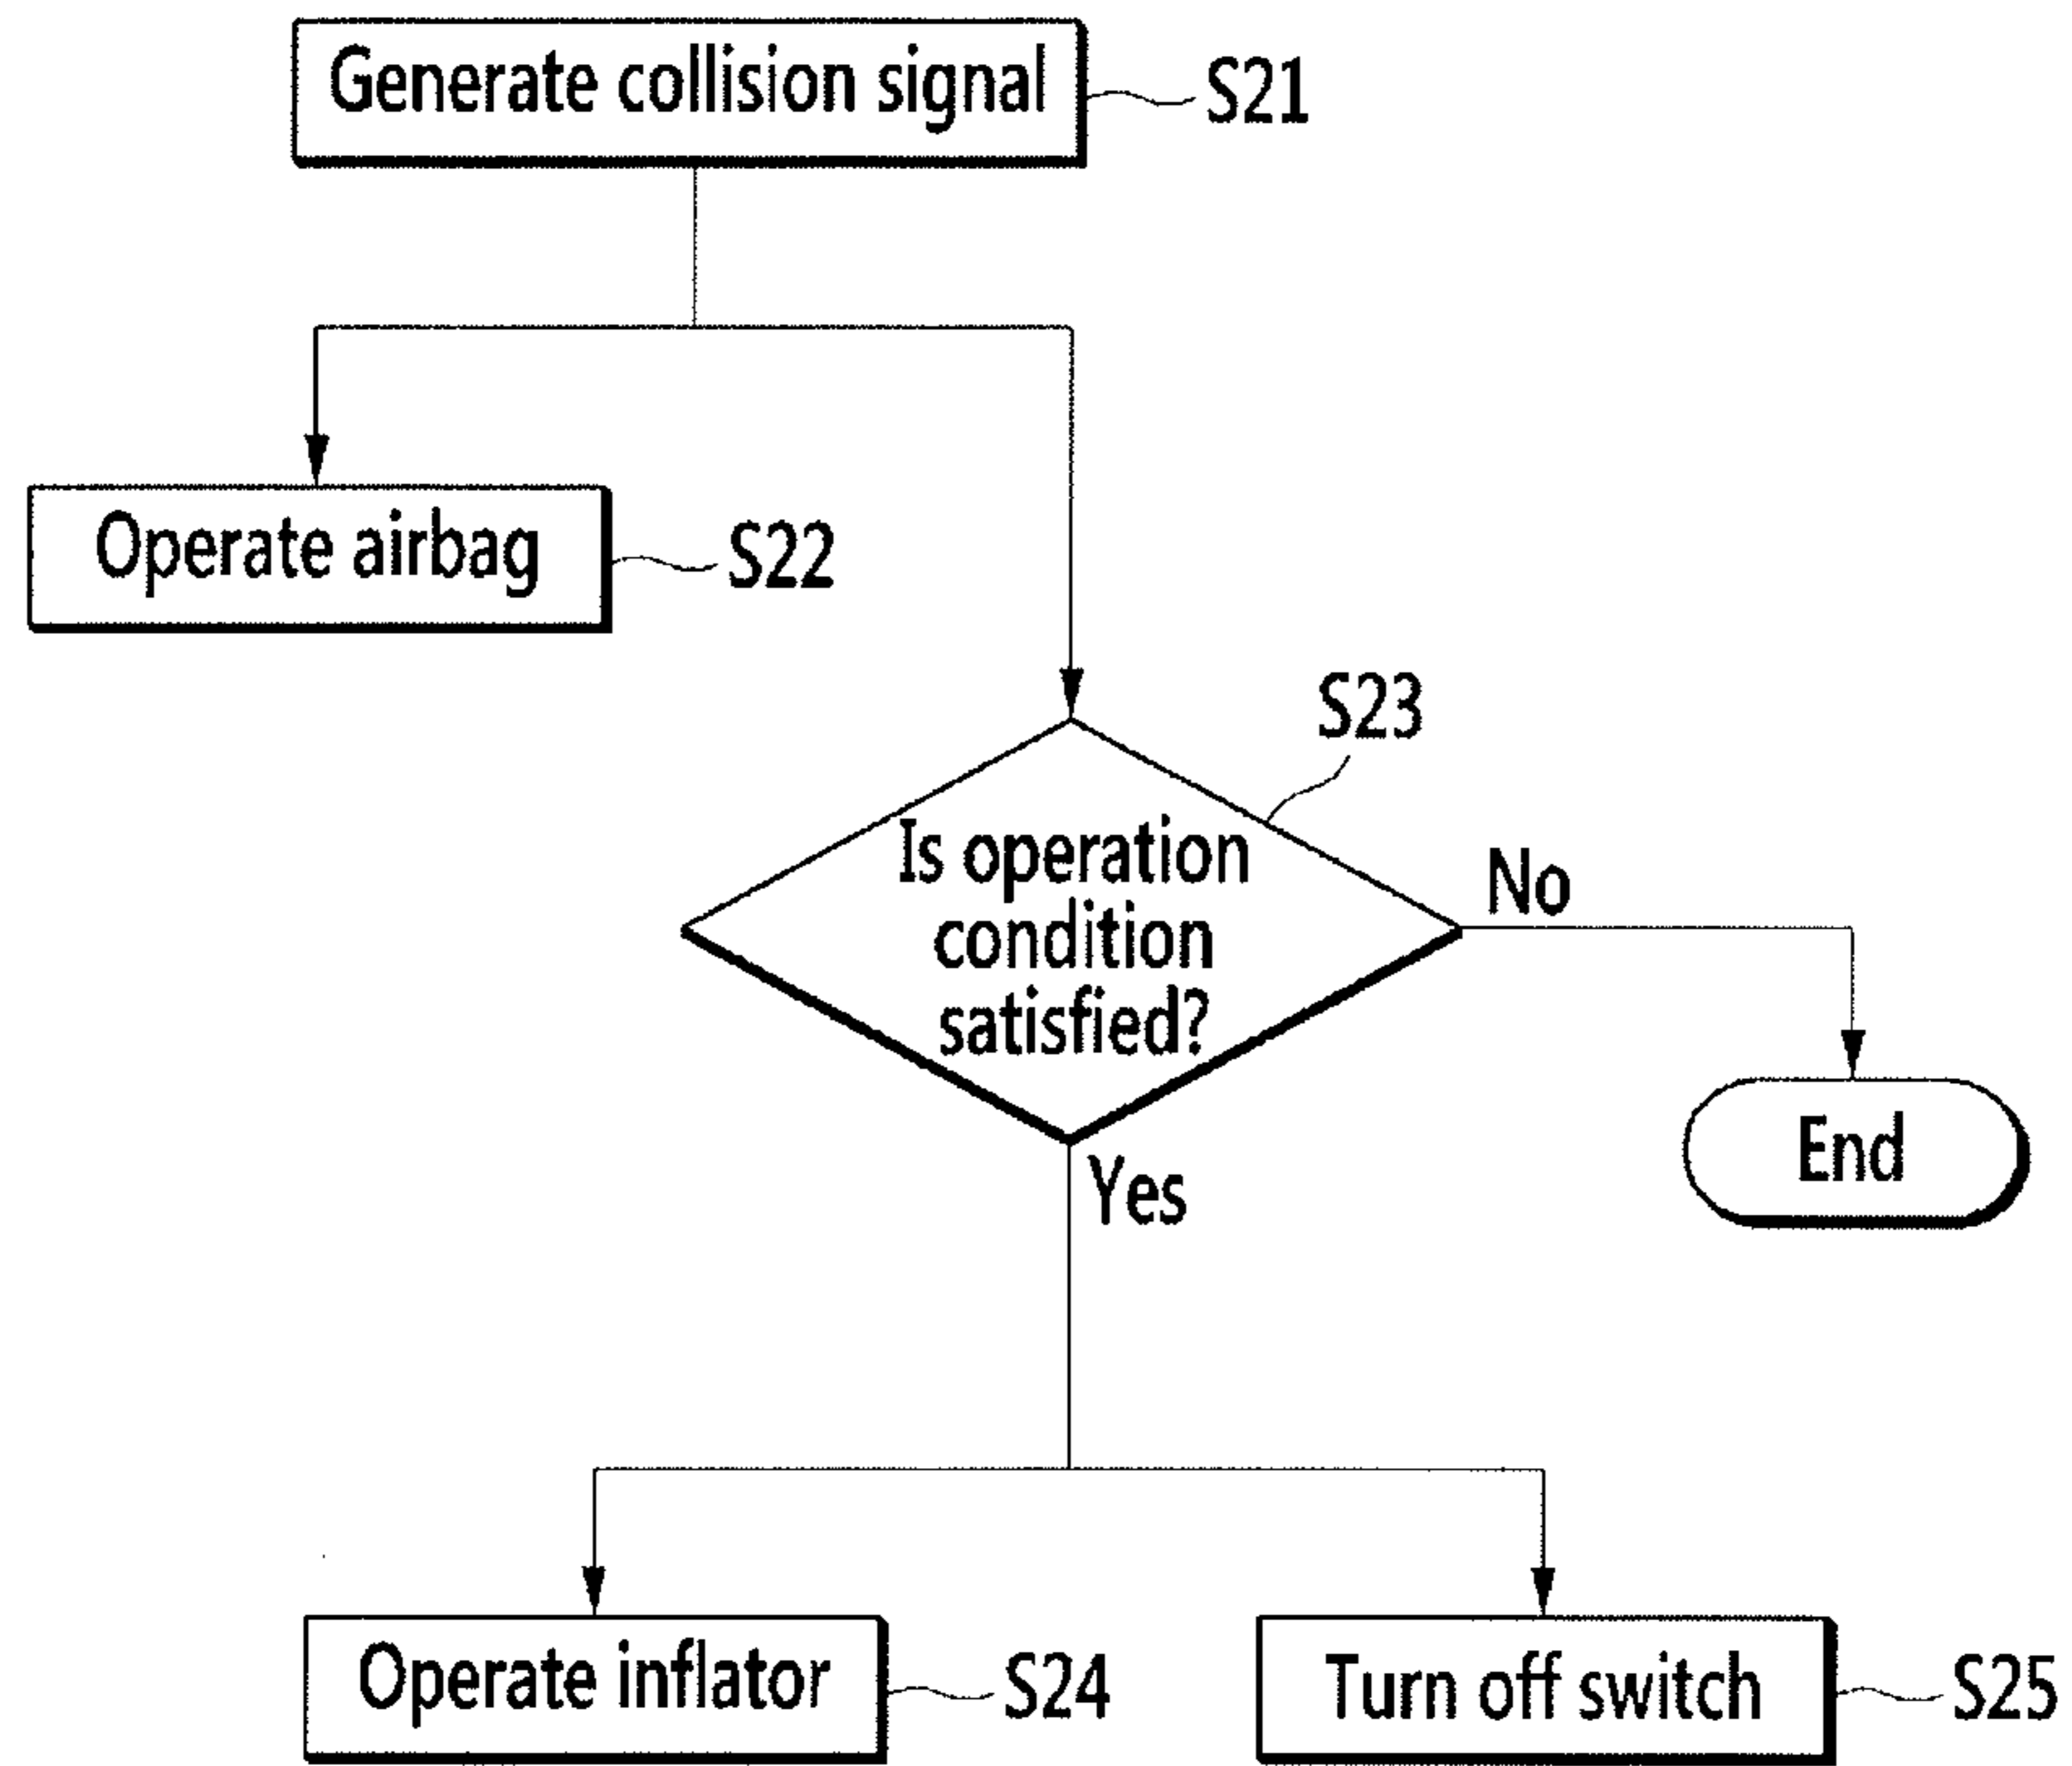 Generate collision signal
S21
Operate airbag
S22
S23
Is operation
condition
satisfied?
No
End
Yes
Operate inflator
S24
Turn off switch
S25